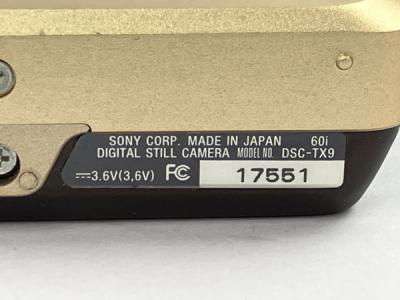 SONY CORP. MADE IN JAPAN 60i
DIGITAL STILL CAMERA MODEL NO. DSC-TX9
⎓3.6V(3,6V) FC 17551